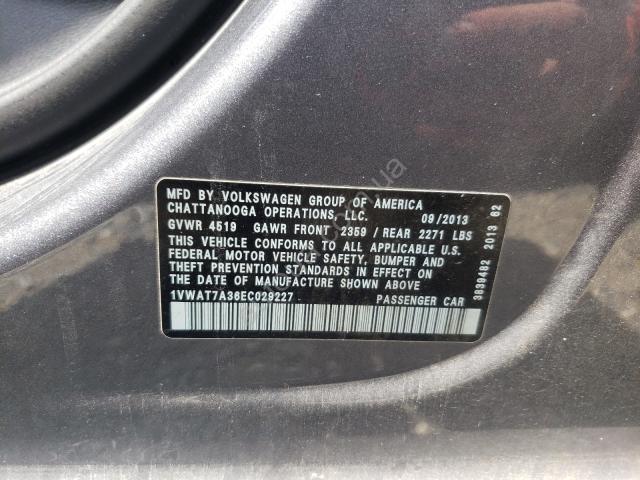 MFD BY VOLKSWAGEN GROUP OF AMERICA
CHATTANOOGA OPERATIONS, LLC. 09/2013
GVWR 4519 GAWR FRONT 2359 / REAR 2271 LBS
THIS VEHICLE CONFORMS TO ALL APPLICABLE U.S.
FEDERAL MOTOR VEHICLE SAFETY, BUMPER AND
THEFT PREVENTION STANDARDS IN EFFECT ON
THE DATE OF MANUFACTURE SHOWN ABOVE.
1VWAT7A36EC029227 PASSENGER CAR
3839482 2013 62